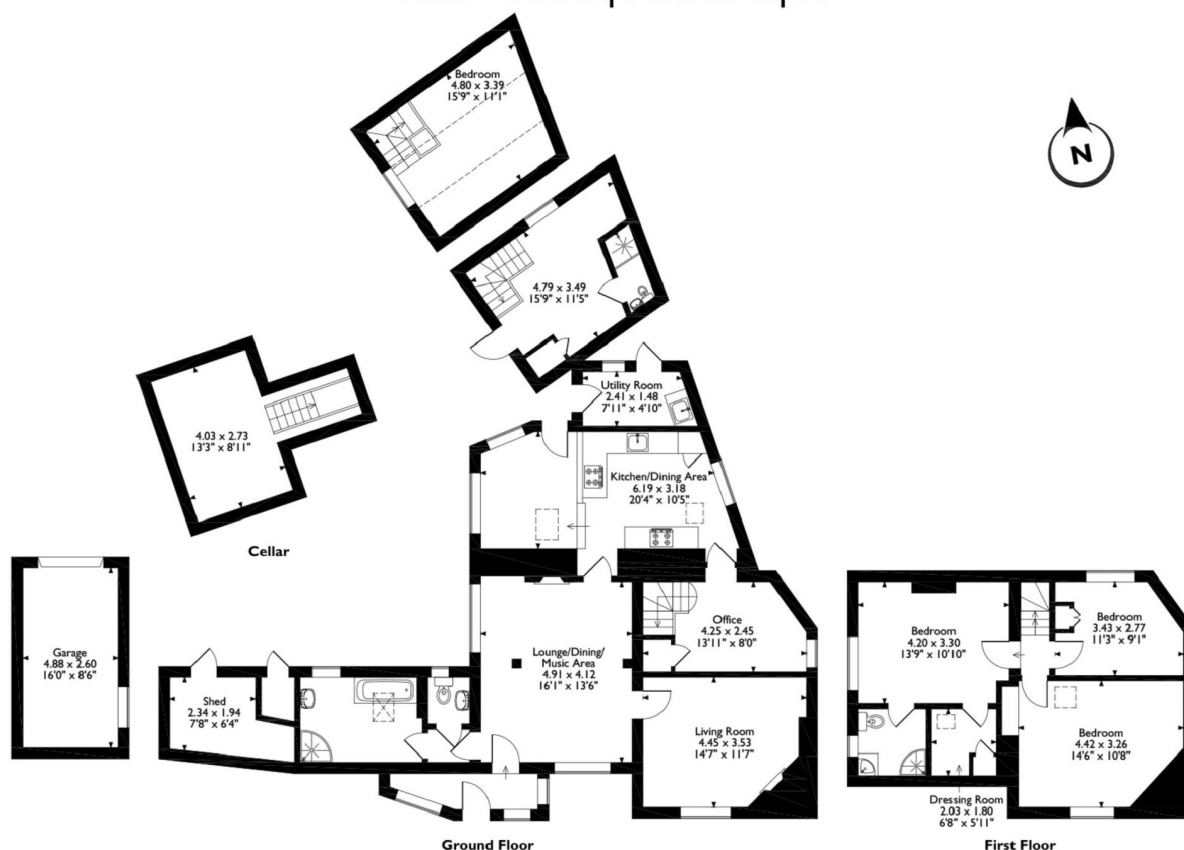 Bedroom
4.80 x 3.39
15'9" x 11'1"
N
4.79 x 3.49
15'9" x 11'5"
Utility Room
2.41 x 1.48
7'11" x 4'10"
4.03 x 2.73
13'3" x 8'11"
Kitchen/Dining Area
6.19 x 3.18
20'4" x 10'5"
Cellar
Garage
4.88 x 2.60
16'0" x 8'6"
Shed
2.34 x 1.94
7'8" x 6'4"
Lounge/Dining/
Music Area
4.91 x 4.12
16'1" x 13'6"
Office
4.25 x 2.45
13'11" x 8'0"
Living Room
4.45 x 3.53
14'7" x 11'7"
Bedroom
4.20 x 3.30
13'9" x 10'10"
Bedroom
3.43 x 2.77
11'3" x 9'1"
Bedroom
4.42 x 3.26
14'6" x 10'8"
Dressing Room
2.03 x 1.80
6'8" x 5'11"
Ground Floor
First Floor